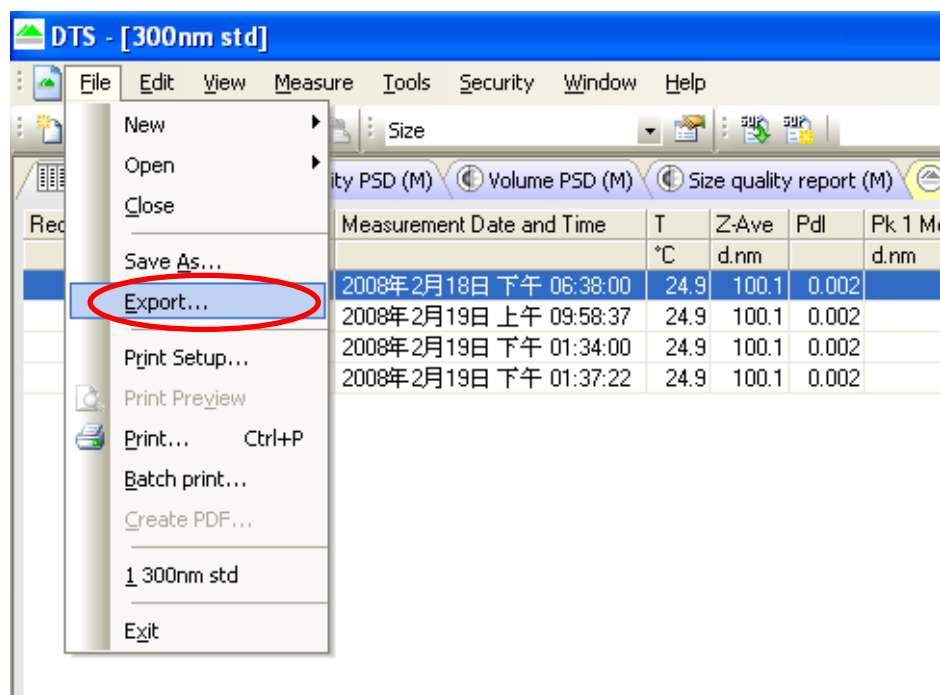 DTS - [300nm std]
File Edit View Measure Tools Security Window Help
New
Size
Open
ity PSD (M) Volume PSD (M) Size quality report (M)
Close
Rec Measurement Date and Time T Z-Ave PdI Pk 1 Me
°C d.nm d.nm
Save As...
2008年2月18日 下午 06:38:00 24.9 100.1 0.002
Export...
2008年2月19日 上午 09:58:37 24.9 100.1 0.002
2008年2月19日 下午 01:34:00 24.9 100.1 0.002
Print Setup...
2008年2月19日 下午 01:37:22 24.9 100.1 0.002
Print Preview
Print... Ctrl+P
Batch print...
Create PDF...
1 300nm std
Exit